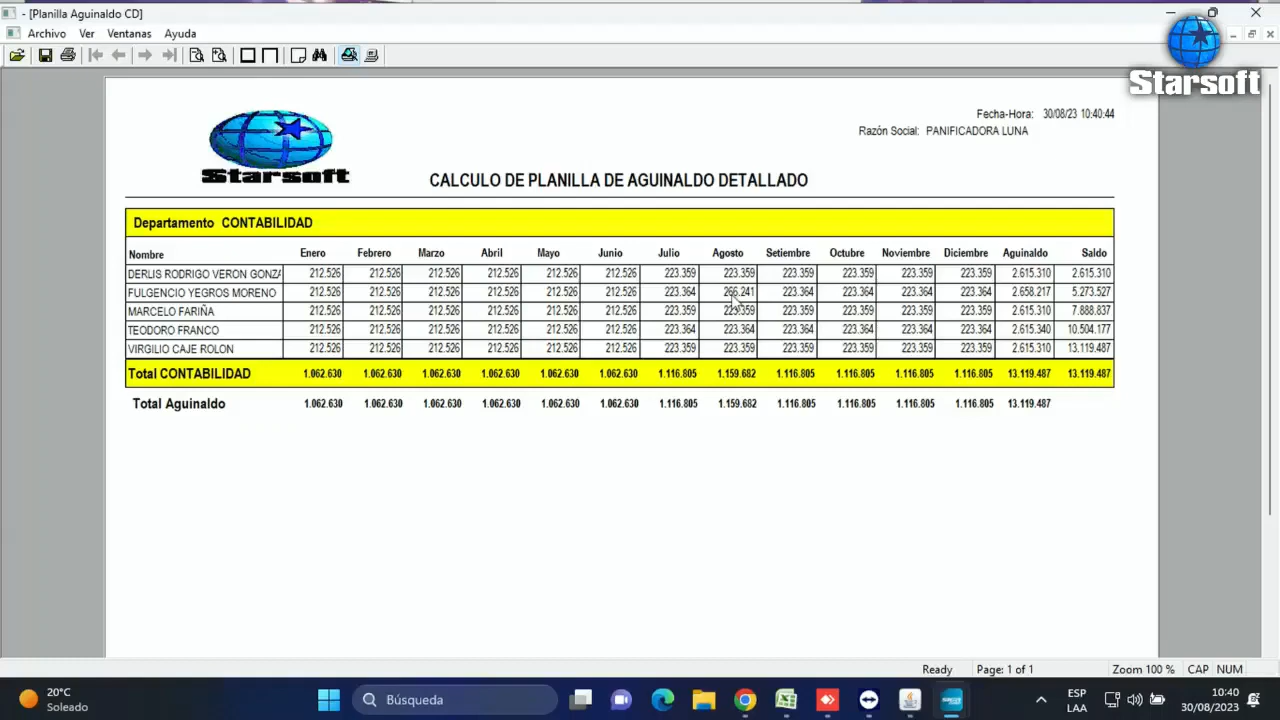 - [Planilla Aguinaldo CD]
Archivo Ver Ventanas Ayuda
Starsoft
Fecha-Hora: 30/08/23 10:40:44
Razón Social: PANIFICADORA LUNA
Starsoft
CALCULO DE PLANILLA DE AGUINALDO DETALLADO
Departamento CONTABILIDAD
Nombre Enero Febrero Marzo Abril Mayo Junio Julio Agosto Setiembre Octubre Noviembre Diciembre Aguinaldo Saldo
DERLIS RODRIGO VERON GONZA 212.526 212.526 212.526 212.526 212.526 212.526 223.359 223.359 223.359 223.359 223.359 223.359 2.615.310 2.615.310
FULGENCIO YEGROS MORENO 212.526 212.526 212.526 212.526 212.526 212.526 223.364 266.241 223.364 223.364 223.364 223.364 2.658.217 5.273.527
MARCELO FARIÑA 212.526 212.526 212.526 212.526 212.526 212.526 223.359 223.359 223.359 223.359 223.359 223.359 2.615.310 7.888.837
TEODORO FRANCO 212.526 212.526 212.526 212.526 212.526 212.526 223.364 223.364 223.364 223.364 223.364 223.364 2.615.340 10.504.177
VIRGILIO CAJE ROLON 212.526 212.526 212.526 212.526 212.526 212.526 223.359 223.359 223.359 223.359 223.359 223.359 2.615.310 13.119.487
Total CONTABILIDAD 1.062.630 1.062.630 1.062.630 1.062.630 1.062.630 1.062.630 1.116.805 1.159.682 1.116.805 1.116.805 1.116.805 1.116.805 13.119.487 13.119.487
Total Aguinaldo 1.062.630 1.062.630 1.062.630 1.062.630 1.062.630 1.062.630 1.116.805 1.159.682 1.116.805 1.116.805 1.116.805 1.116.805 13.119.487
Ready Page: 1 of 1 Zoom 100 % CAP NUM
20°C
Soleado
Búsqueda
ESP
LAA
10:40
30/08/2023